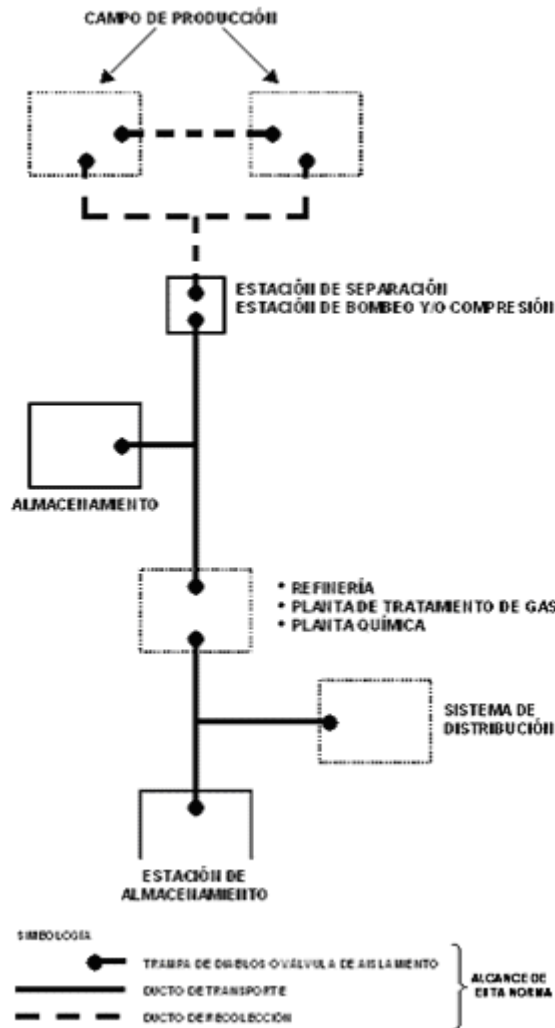 CAMPO DE PRODUCCIÓN
ESTACIÓN DE SEPARACIÓN
ESTACIÓN DE BOMBEO Y/O COMPRESIÓN
ALMACENAMIENTO
• REFINERÍA
• PLANTA DE TRATAMIENTO DE GAS
• PLANTA QUÍMICA
SISTEMA DE
DISTRIBUCIÓN
ESTACIÓN DE
ALMACENAMIENTO
SIMBOLOGÍA
TRAMPA DE DIABLOS O VÁLVULA DE AISLAMIENTO
DUCTO DE TRANSPORTE
DUCTO DE RECOLECCIÓN
ALCANCE DE
ESTA NORMA